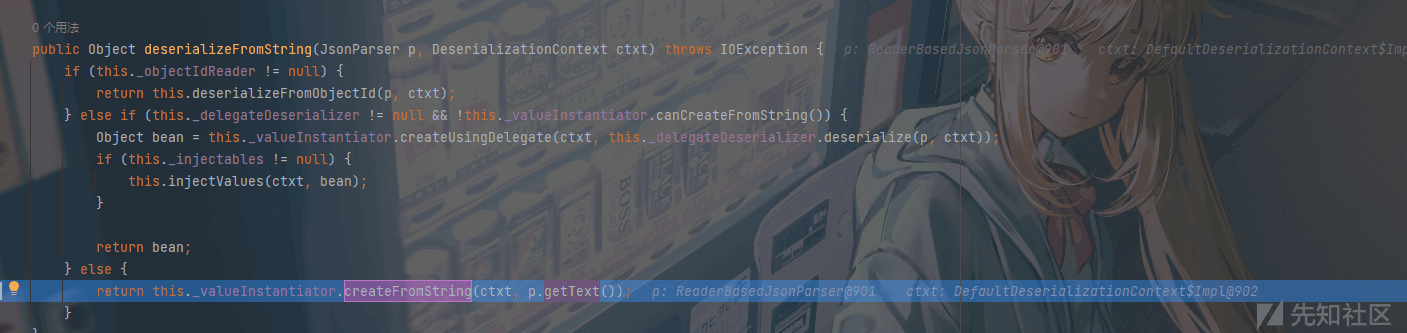 0 个用法
public Object deserializeFromString(JsonParser p, DeserializationContext ctxt) throws IOException { p: ReaderBasedJsonParser@901 ctxt: DefaultDeserializationContext$Impl@
if (this._objectIdReader != null) {
return this.deserializeFromObjectId(p, ctxt);
} else if (this._delegateDeserializer != null && !this._valueInstantiator.canCreateFromString()) {
Object bean = this._valueInstantiator.createUsingDelegate(ctxt, this._delegateDeserializer.deserialize(p, ctxt));
if (this._injectables != null) {
this.injectValues(ctxt, bean);
}
return bean;
} else {
return this._valueInstantiator.createFromString(ctxt, p.getText()); p: ReaderBasedJsonParser@901 ctxt: DefaultDeserializationContext$Impl@902
}
先知社区